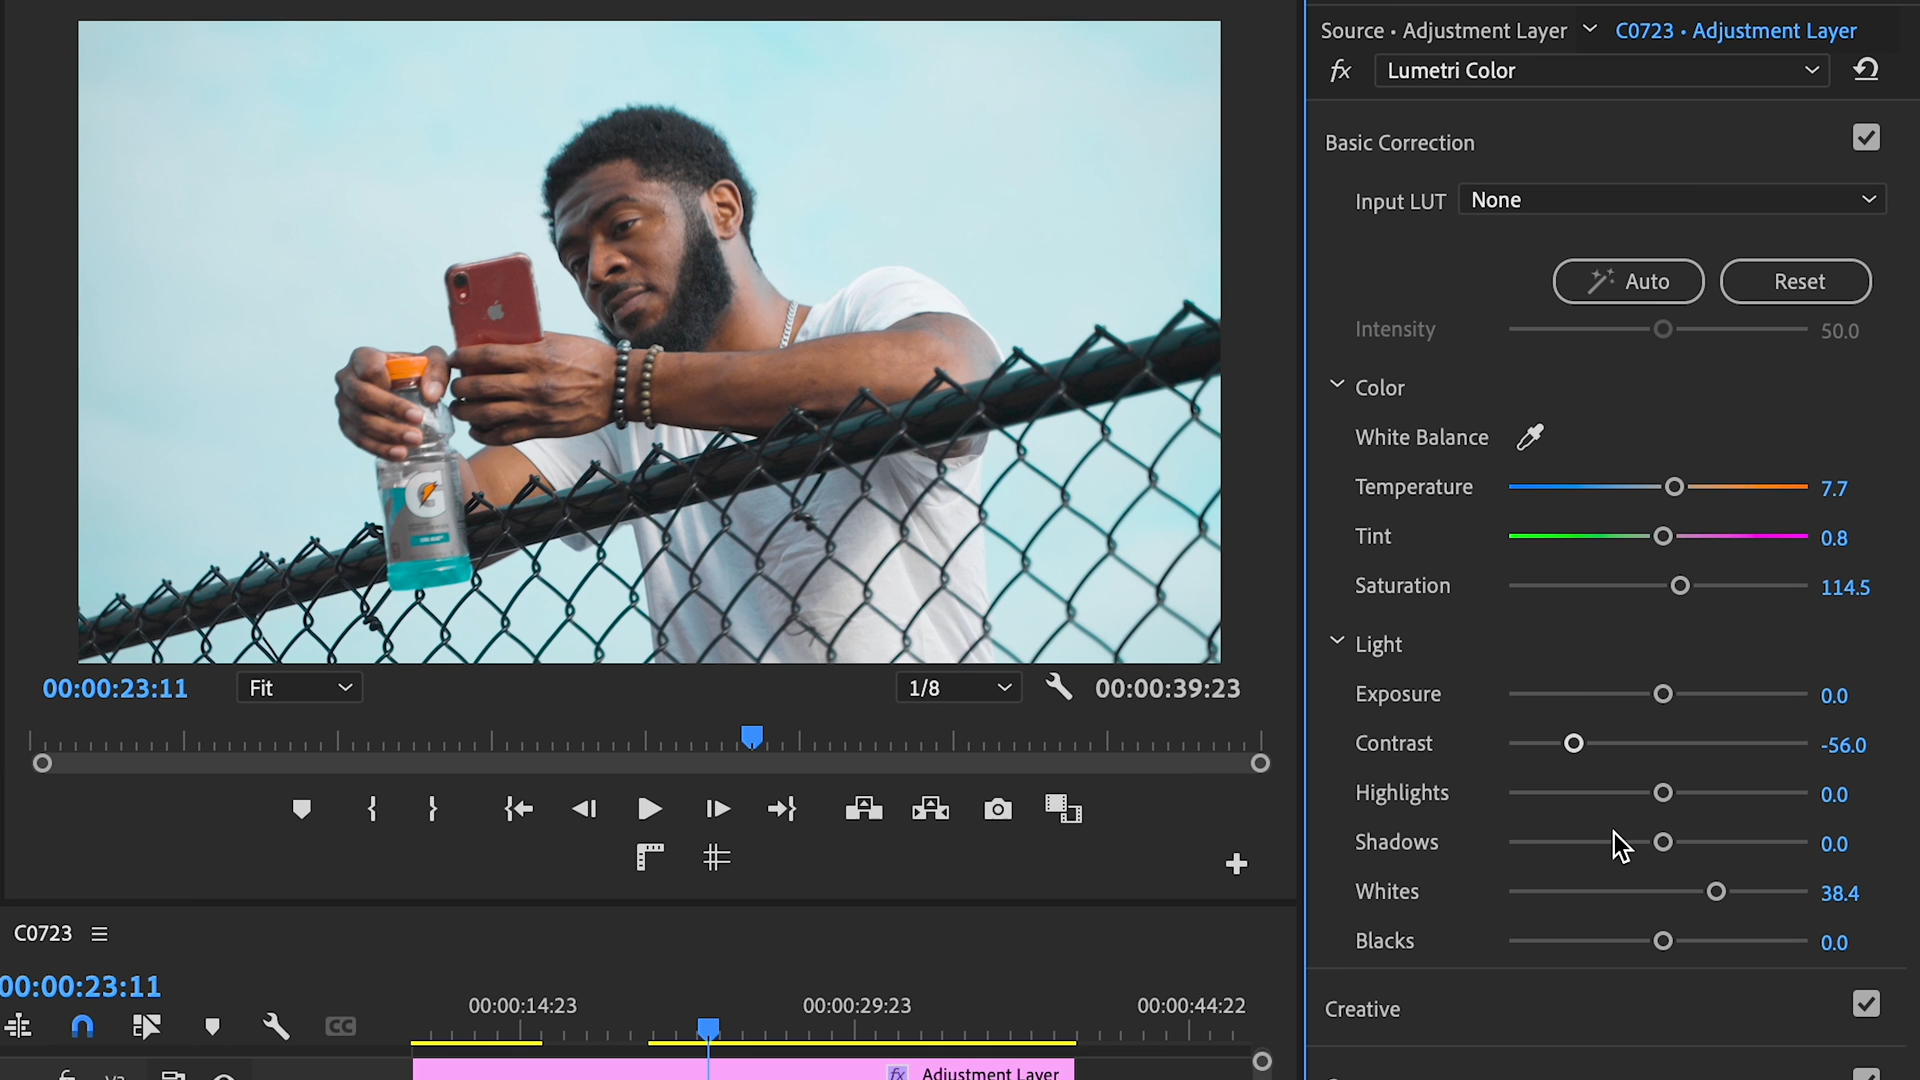 Source • Adjustment Layer
C0723 • Adjustment Layer
fx
Lumetri Color
Basic Correction
Input LUT
None
Auto
Reset
Intensity
50.0
Color
White Balance
Temperature
7.7
Tint
0.8
Saturation
114.5
Light
Exposure
0.0
Contrast
-56.0
Highlights
0.0
Shadows
0.0
Whites
38.4
Blacks
0.0
Creative
G
00:00:23:11
Fit
1/8
00:00:39:23
C0723
00:00:23:11
CC
00:00:14:23
00:00:29:23
00:00:44:22
fx
Adjustment Layer